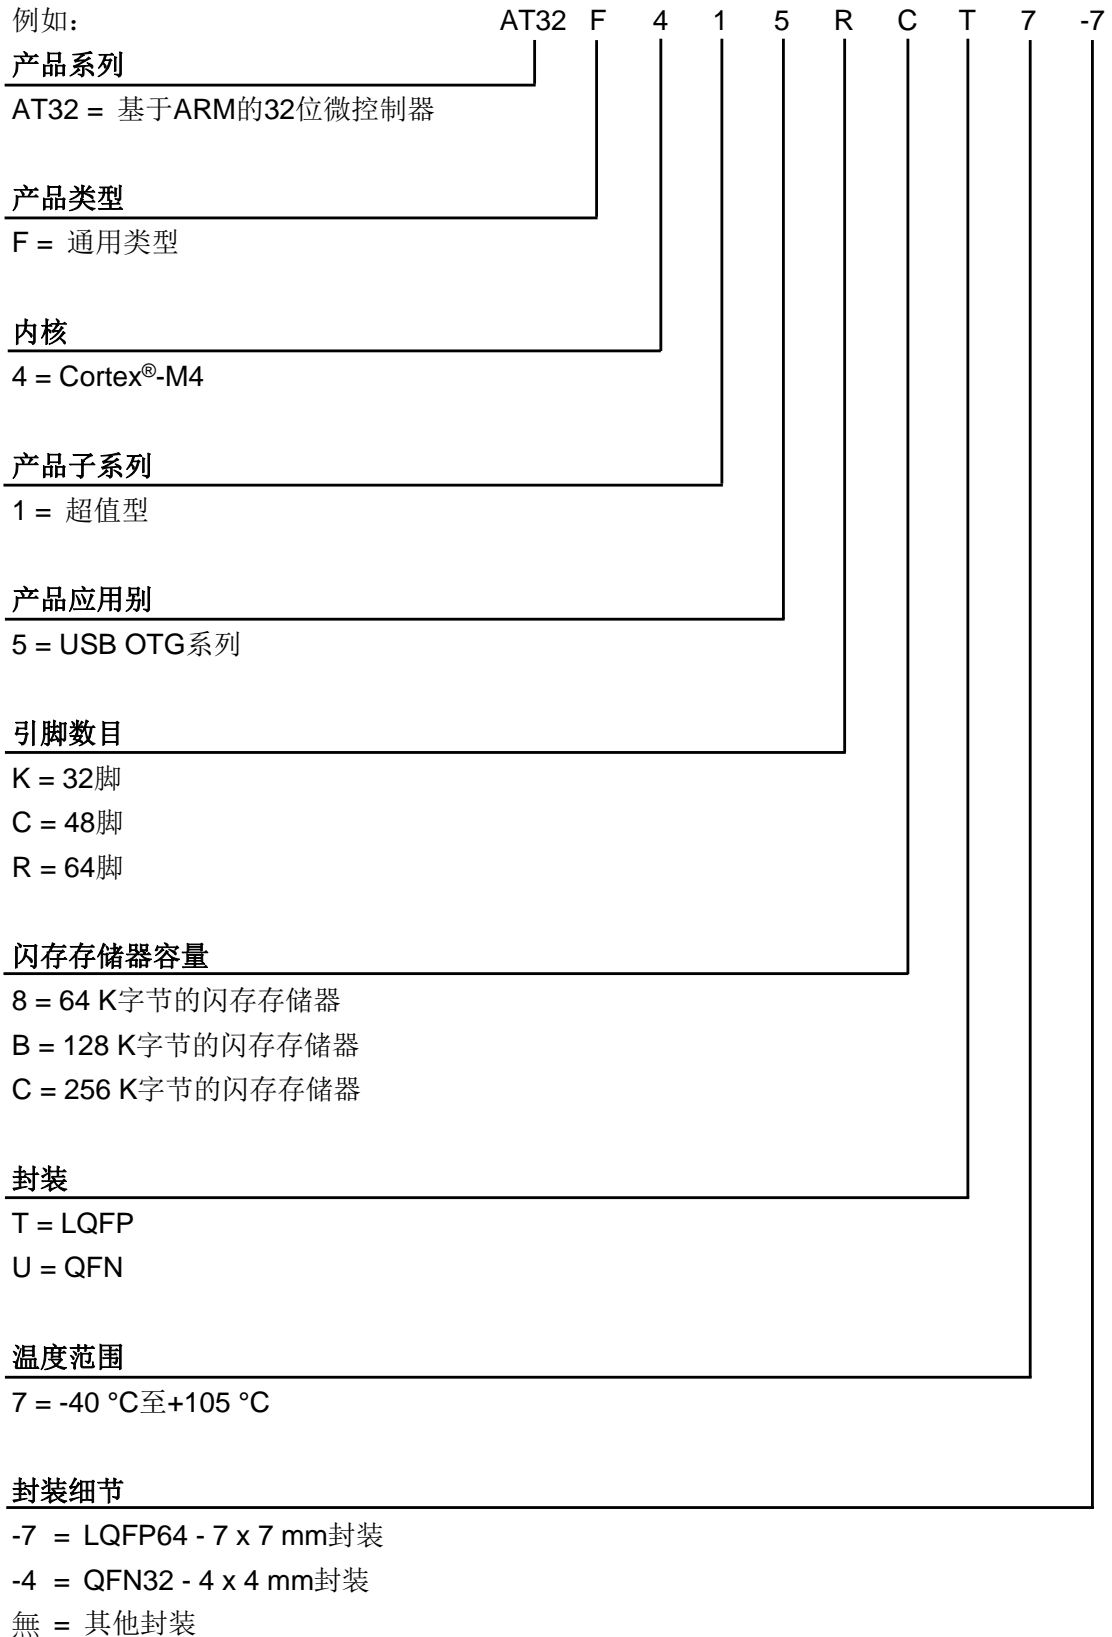 例如: AT32 F 4 1 5 R C T 7 -7
产品系列
AT32 = 基于ARM的32位微控制器
产品类型
F = 通用类型
内核
4 = Cortex®-M4
产品子系列
1 = 超值型
产品应用别
5 = USB OTG系列
引脚数目
K = 32脚
C = 48脚
R = 64脚
闪存存储器容量
8 = 64 K字节的闪存存储器
B = 128 K字节的闪存存储器
C = 256 K字节的闪存存储器
封装
T = LQFP
U = QFN
温度范围
7 = -40 °C至+105 °C
封装细节
-7 = LQFP64 - 7 x 7 mm封装
-4 = QFN32 - 4 x 4 mm封装
無 = 其他封装